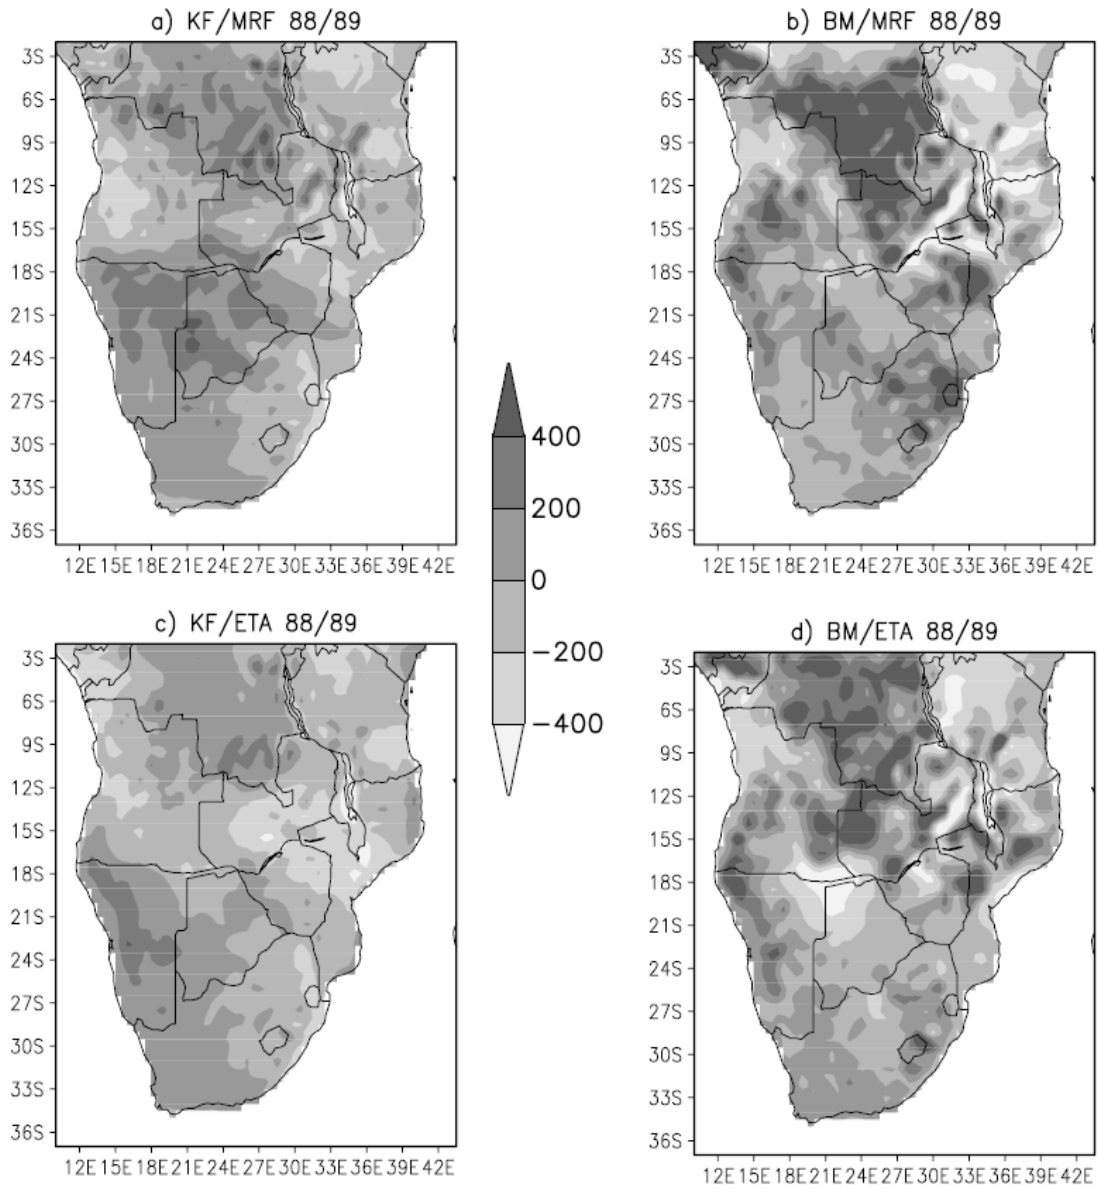 a) KF/MRF 88/89
3S
6S
9S
12S
15S
18S
21S
24S
27S
30S
33S
36S
12E 15E 18E 21E 24E 27E 30E 33E 36E 39E 42E
b) BM/MRF 88/89
3S
6S
9S
12S
15S
18S
21S
24S
27S
30S
33S
36S
12E 15E 18E 21E 24E 27E 30E 33E 36E 39E 42E
400
200
0
-200
-400
c) KF/ETA 88/89
3S
6S
9S
12S
15S
18S
21S
24S
27S
30S
33S
36S
12E 15E 18E 21E 24E 27E 30E 33E 36E 39E 42E
d) BM/ETA 88/89
3S
6S
9S
12S
15S
18S
21S
24S
27S
30S
33S
36S
12E 15E 18E 21E 24E 27E 30E 33E 36E 39E 42E